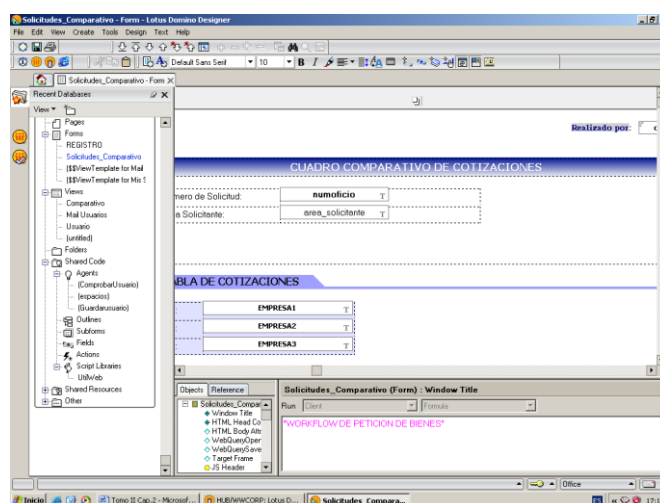 Solicitudes_Comparativo - Form - Lotus Domino Designer
File Edit View Create Tools Design Text Help
Default Sans Serif 10 B I
Solicitudes_Comparativo - Form
Recent Databases
View
Pages
Forms
REGISTRO
Solicitudes_Comparativo
($$ViewTemplate for Mail
($$ViewTemplate for Mis S
Views
Comparativo
Mail Usuarios
Usuario
(untitled)
Folders
Shared Code
Agents
(ComprobarUsuario)
(espacios)
(Guardarusuario)
Outlines
Subforms
Fields
Actions
Script Libraries
UtilWeb
Shared Resources
Other
Realizado por:
CUADRO COMPARATIVO DE COTIZACIONES
mero de Solicitud: numoficio T
a Solicitante: area_solicitante T
ABLA DE COTIZACIONES
EMPRESA1 T
EMPRESA2 T
EMPRESA3 T
Objects Reference
Solicitudes_Compar
Window Title
HTML Head Co
HTML Body Attr
WebQueryOper
WebQuerySave
Target Frame
JS Header
Solicitudes_Comparativo (Form) : Window Title
Run Client Formula
"WORKFLOW DE PETICION DE BIENES"
Office
Inicio
Tomo II Cap.2 - Microsof...
HUB/WWCORP: Lotus D...
Solicitudes_Compara...
ES